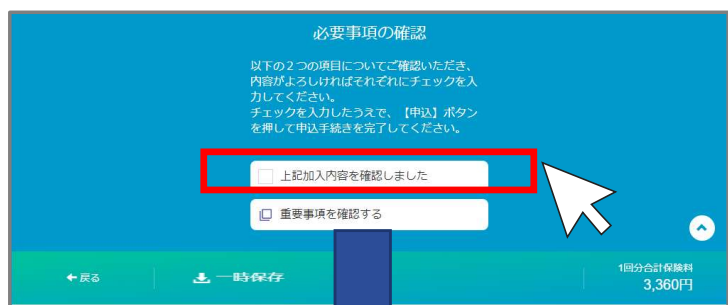 必要事項の確認
以下の2つの項目についてご確認いただき、
内容がよろしければそれぞれにチェックを入
力してください。
チェックを入力したうえで、【申込】ボタン
を押して申込手続きを完了してください。
上記加入内容を確認しました
重要事項を確認する
戻る
一時保存
1回分合計保険料
3,360円